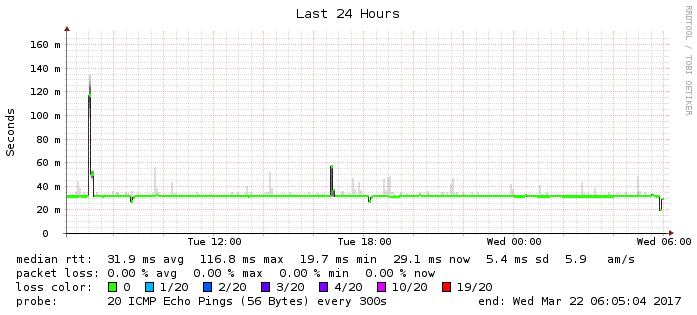 Last 24 Hours
RRDTOOL / TOBI OETIKER
Seconds
160 m
140 m
120 m
100 m
80 m
60 m
40 m
20 m
0
Tue 12:00 Tue 18:00 Wed 00:00 Wed 06:00
median rtt: 31.9 ms avg 116.8 ms max 19.7 ms min 29.1 ms now 5.4 ms sd 5.9 am/s
packet loss: 0.00 % avg 0.00 % max 0.00 % min 0.00 % now
loss color: 0 1/20 2/20 3/20 4/20 10/20 19/20
probe: 20 ICMP Echo Pings (56 Bytes) every 300s end: Wed Mar 22 06:05:04 2017